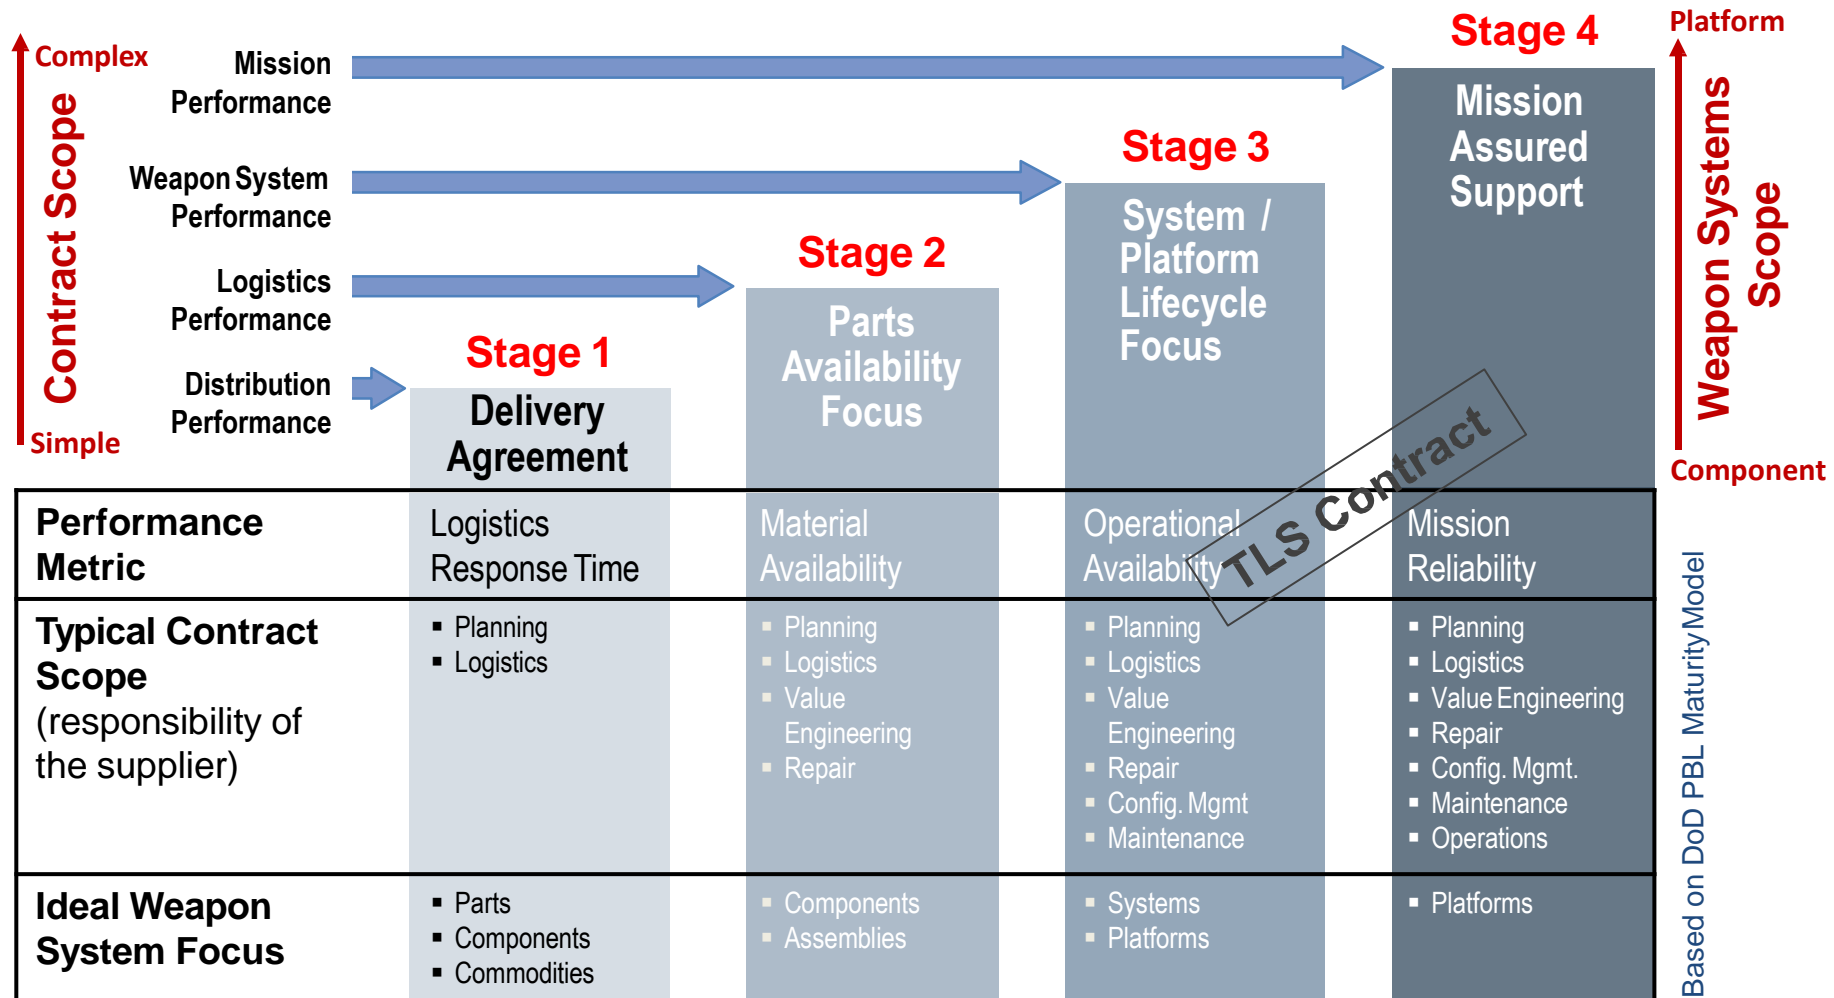 Complex
Contract Scope
Simple
Mission
Performance
Weapon System
Performance
Logistics
Performance
Distribution
Performance
Stage 1
Delivery
Agreement
Stage 2
Parts
Availability
Focus
Stage 3
System /
Platform
Lifecycle
Focus
Stage 4
Mission
Assured
Support
Platform
Weapon Systems
Scope
Component
TLS Contract
Performance
Metric
Logistics
Response Time
Material
Availability
Operational
Availability
Mission
Reliability
Typical Contract
Scope
(responsibility of
the supplier)
▪ Planning
▪ Logistics
▪ Planning
▪ Logistics
▪ Value
Engineering
▪ Repair
▪ Planning
▪ Logistics
▪ Value
Engineering
▪ Repair
▪ Config. Mgmt
▪ Maintenance
▪ Planning
▪ Logistics
▪ Value Engineering
▪ Repair
▪ Config. Mgmt.
▪ Maintenance
▪ Operations
Ideal Weapon
System Focus
▪ Parts
▪ Components
▪ Commodities
▪ Components
▪ Assemblies
▪ Systems
▪ Platforms
▪ Platforms
Based on DoD PBL Maturity Model